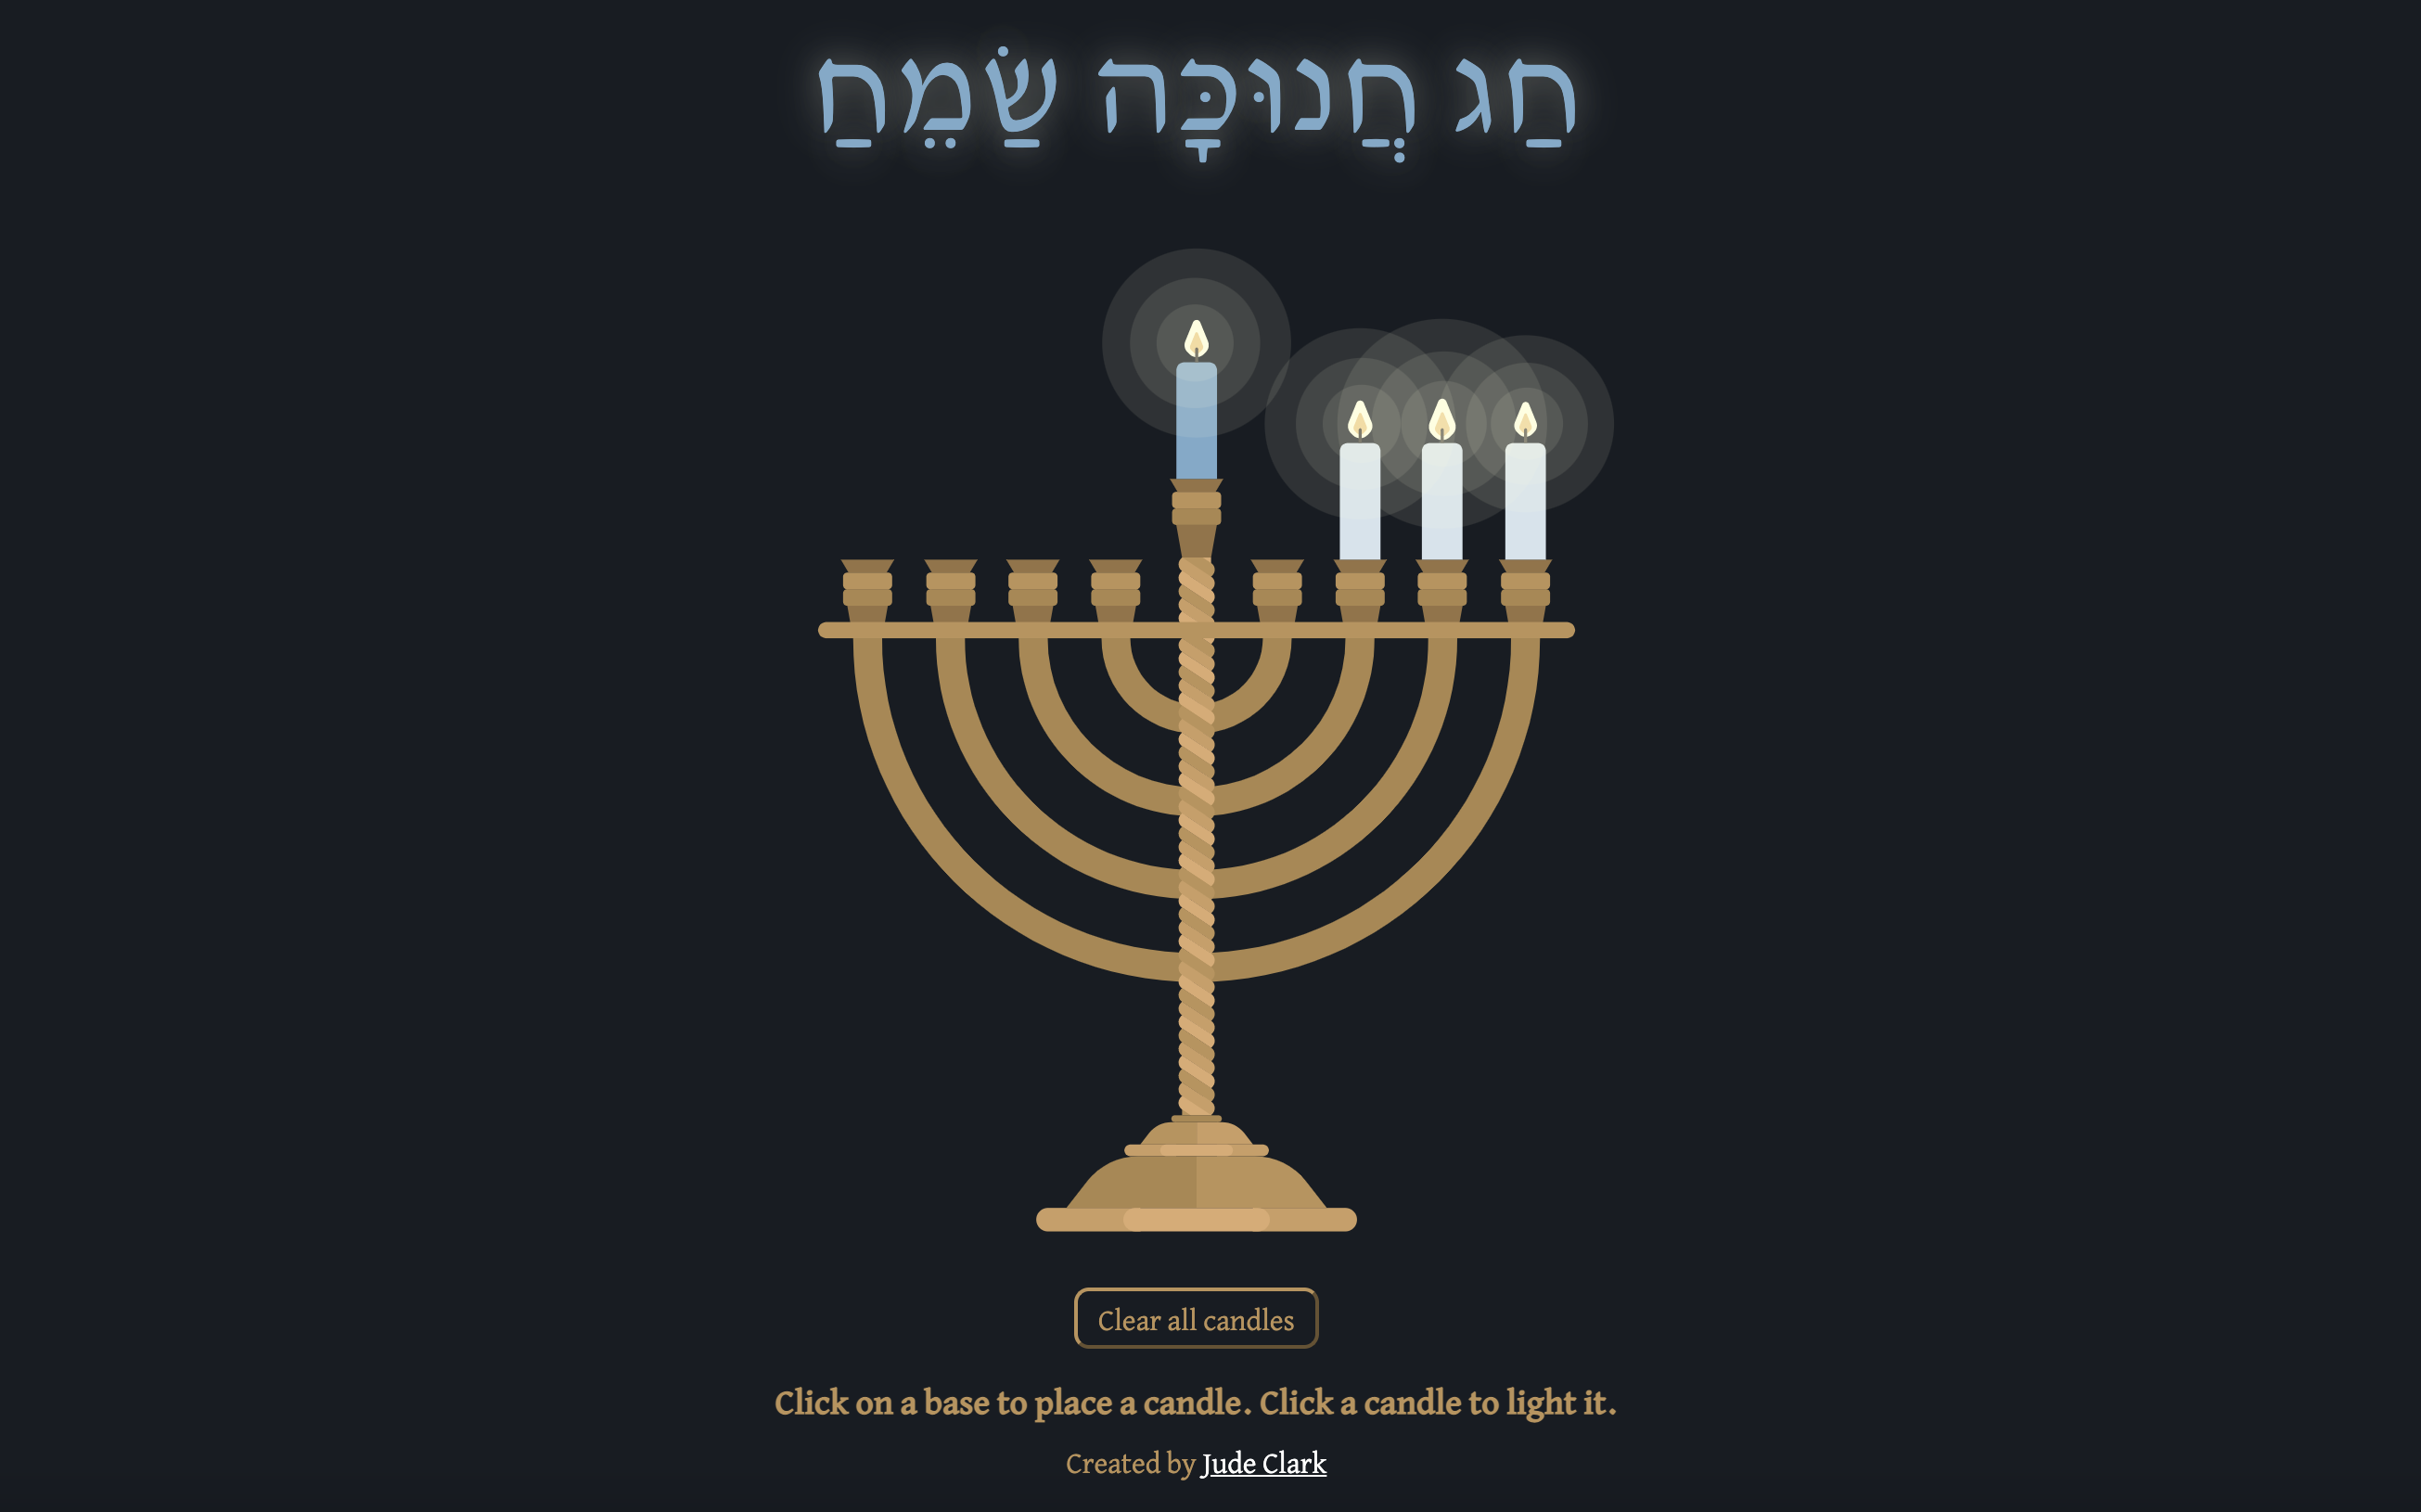 חַג חֲנוּכָּה שַׂמֵחַ
Clear all candles
Click on a base to place a candle. Click a candle to light it.
Created by Jude Clark